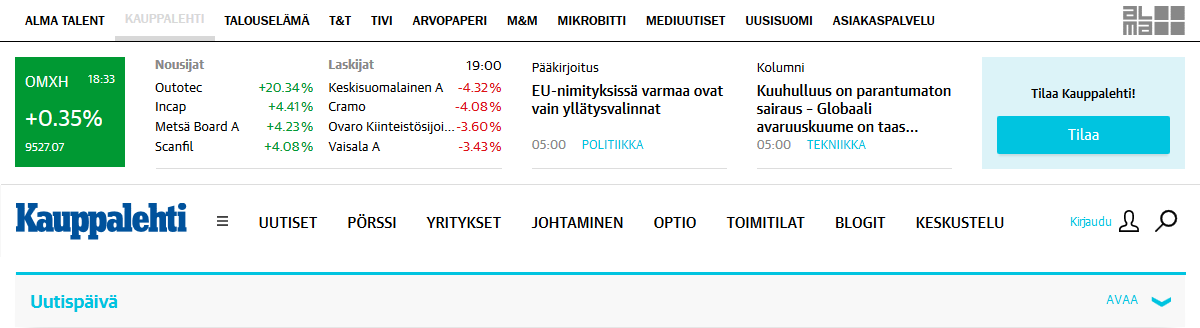 ALMA TALENT KAUPPALEHTI TALOUSELÄMÄ T&T TIVI ARVOPAPERI M&M MIKROBITTI MEDIUUTISET UUSISUOMI ASIAKASPALVELU
ALMA
OMXH 18:33
+0.35%
9527.07
Nousijat
Outotec +20.34 %
Incap +4.41 %
Metsä Board A +4.23 %
Scanfil +4.08 %
Laskijat 19:00
Keskisuomalainen A -4.32 %
Cramo -4.08 %
Ovaro Kiinteistösijoi... -3.60 %
Vaisala A -3.43 %
Pääkirjoitus
EU-nimityksissä varmaa ovat
vain yllätysvalinnat
05:00 POLITIIKKA
Kolumni
Kuuhulluus on parantumaton
sairaus – Globaali
avaruuskuume on taas...
05:00 TEKNIIKKA
Tilaa Kauppalehti!
Tilaa
Kauppalehti
UUTISET PÖRSSI YRITYKSET JOHTAMINEN OPTIO TOIMITILAT BLOGIT KESKUSTELU
Kirjaudu
Uutispäivä
AVAA